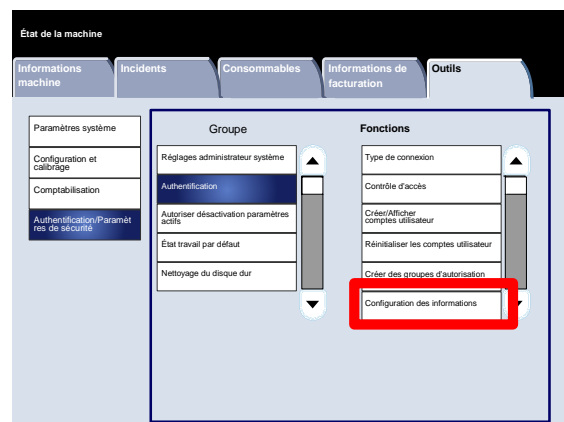 État de la machine
Informations
machine
Incidents
Consommables
Informations de
facturation
Outils
Paramètres système
Configuration et
calibrage
Comptabilisation
Authentification/Paramèt
res de sécurité
Groupe
Réglages administrateur système
Authentification
Autoriser désactivation paramètres
actifs
État travail par défaut
Nettoyage du disque dur
Fonctions
Type de connexion
Contrôle d'accès
Créer/Afficher
comptes utilisateur
Réinitialiser les comptes utilisateur
Créer des groupes d'autorisation
Configuration des informations